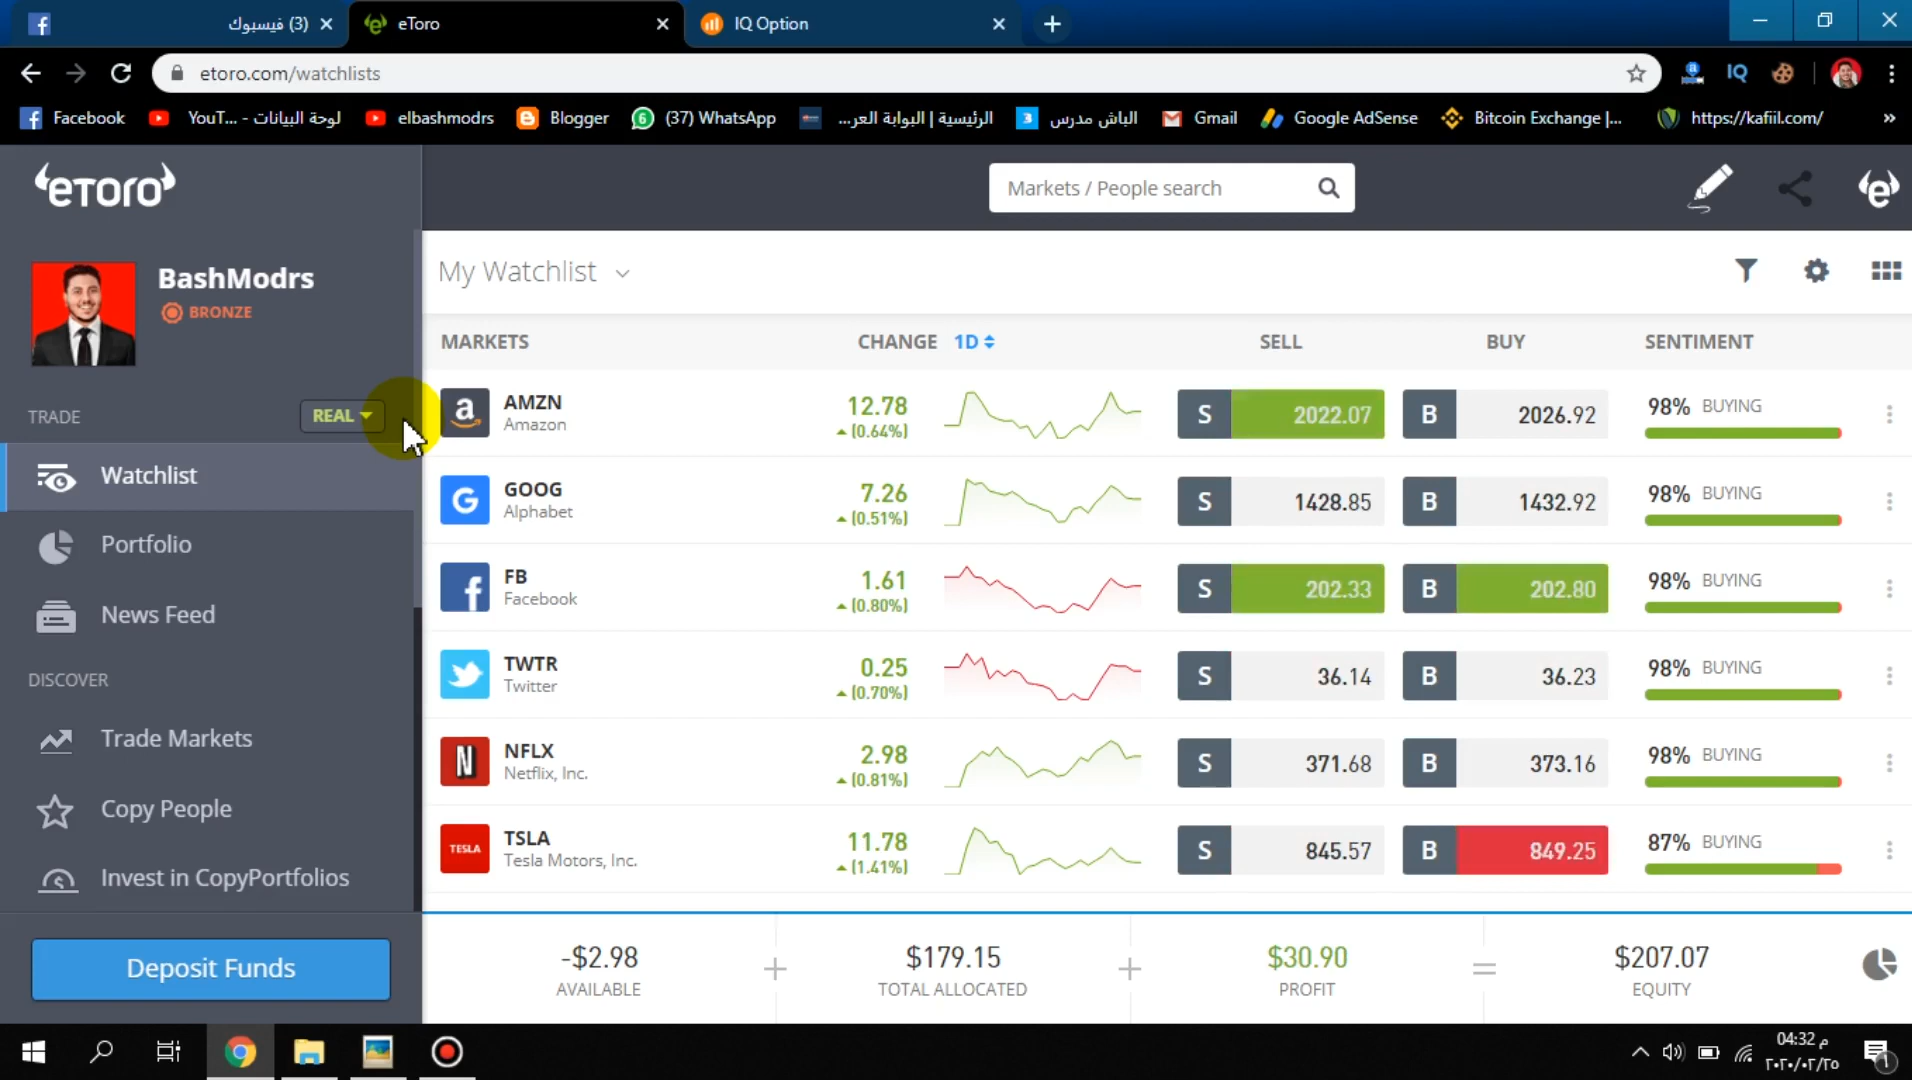 (3) فيسبوك
eToro
IQ Option
etoro.com/watchlists
IQ
Facebook
YouT... - لوحة البيانات
elbashmodrs
Blogger
(37) WhatsApp
الرئيسية | البوابة العر...
الباش مدرس
Gmail
Google AdSense
Bitcoin Exchange |...
https://kafiil.com/
»
eToro
Markets / People search
BashModrs
BRONZE
My Watchlist
MARKETS CHANGE 1D SELL BUY SENTIMENT
TRADE REAL
Watchlist
Portfolio
News Feed
DISCOVER
Trade Markets
Copy People
Invest in CopyPortfolios
Deposit Funds
AMZN 12.78 S 2022.07 B 2026.92 98% BUYING
Amazon (0.64%)
GOOG 7.26 S 1428.85 B 1432.92 98% BUYING
Alphabet (0.51%)
FB 1.61 S 202.33 B 202.80 98% BUYING
Facebook (0.80%)
TWTR 0.25 S 36.14 B 36.23 98% BUYING
Twitter (0.70%)
NFLX 2.98 S 371.68 B 373.16 98% BUYING
Netflix, Inc. (0.81%)
TESLA TSLA 11.78 S 845.57 B 849.25 87% BUYING
Tesla Motors, Inc. (1.41%)
-$2.98 + $179.15 + $30.90 = $207.07
AVAILABLE TOTAL ALLOCATED PROFIT EQUITY
04:32 م
٢٠٢٠/٠٢/٢٥
1